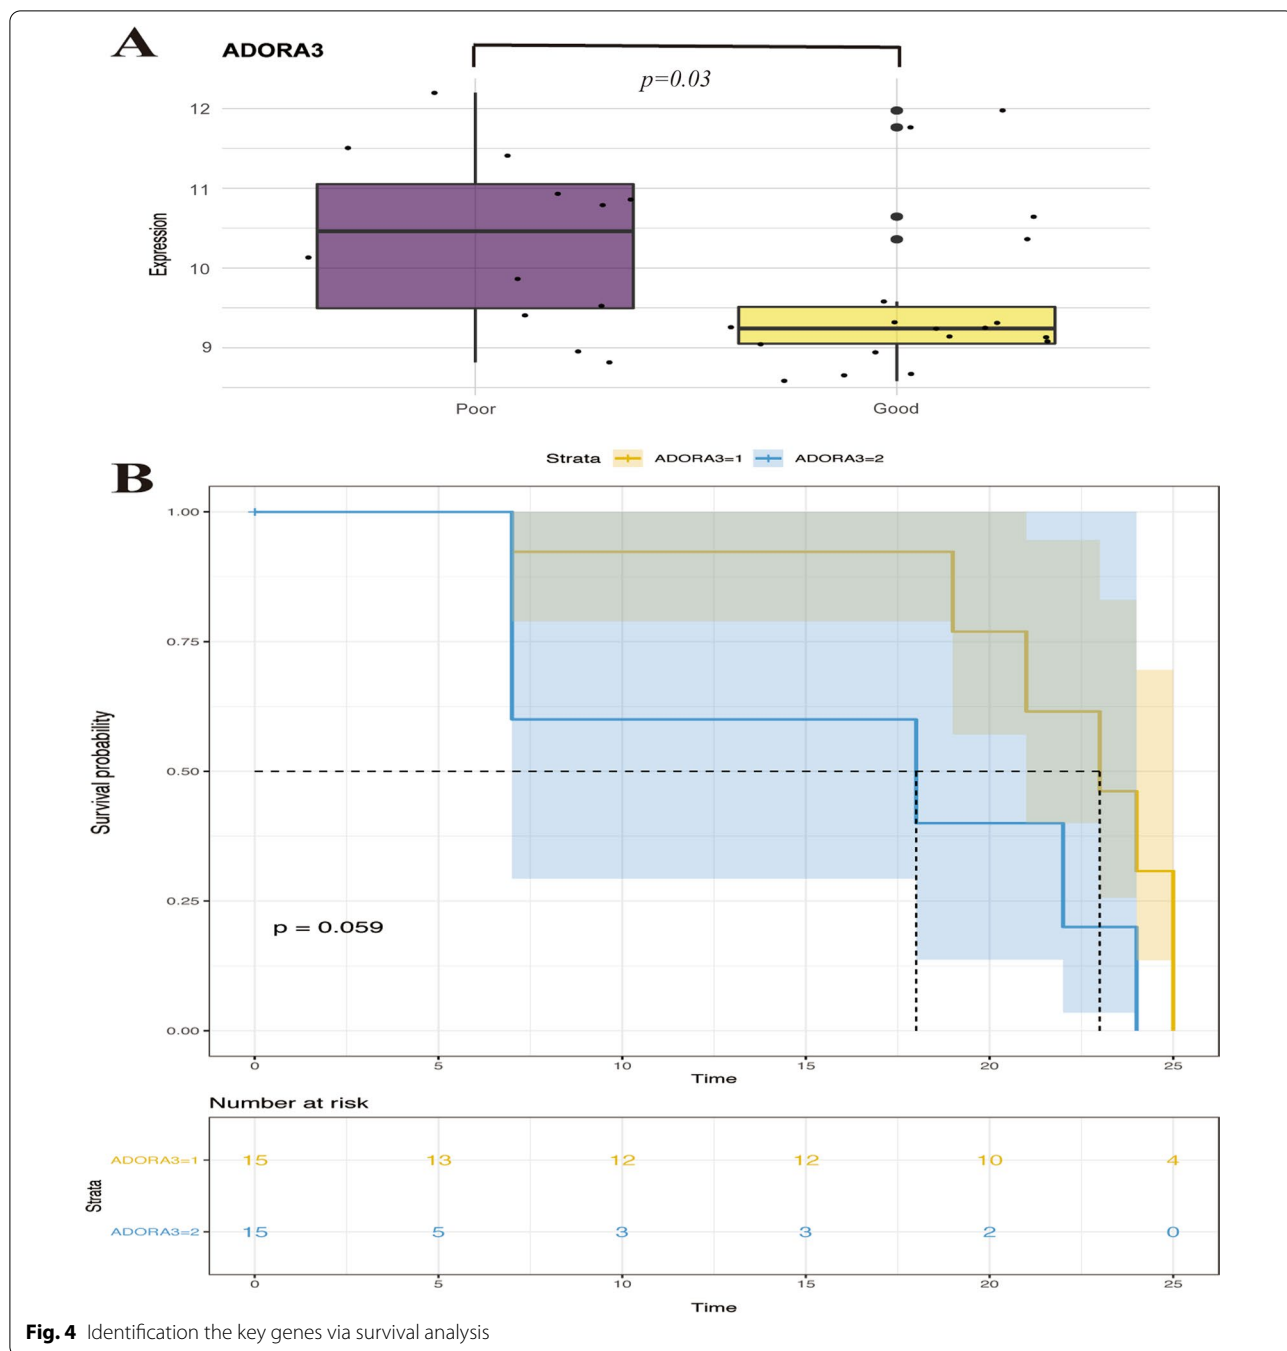 A
ADORA3
p=0.03
12
11
10
9
Expression
Poor
Good
B
Strata ADORA3=1 ADORA3=2
1.00
0.75
0.50
0.25
0.00
Survival probability
p = 0.059
0 5 10 15 20 25
Time
Number at risk
ADORA3=1 15 13 12 12 10 4
ADORA3=2 15 5 3 3 2 0
Strata
0 5 10 15 20 25
Time
Fig. 4 Identification the key genes via survival analysis